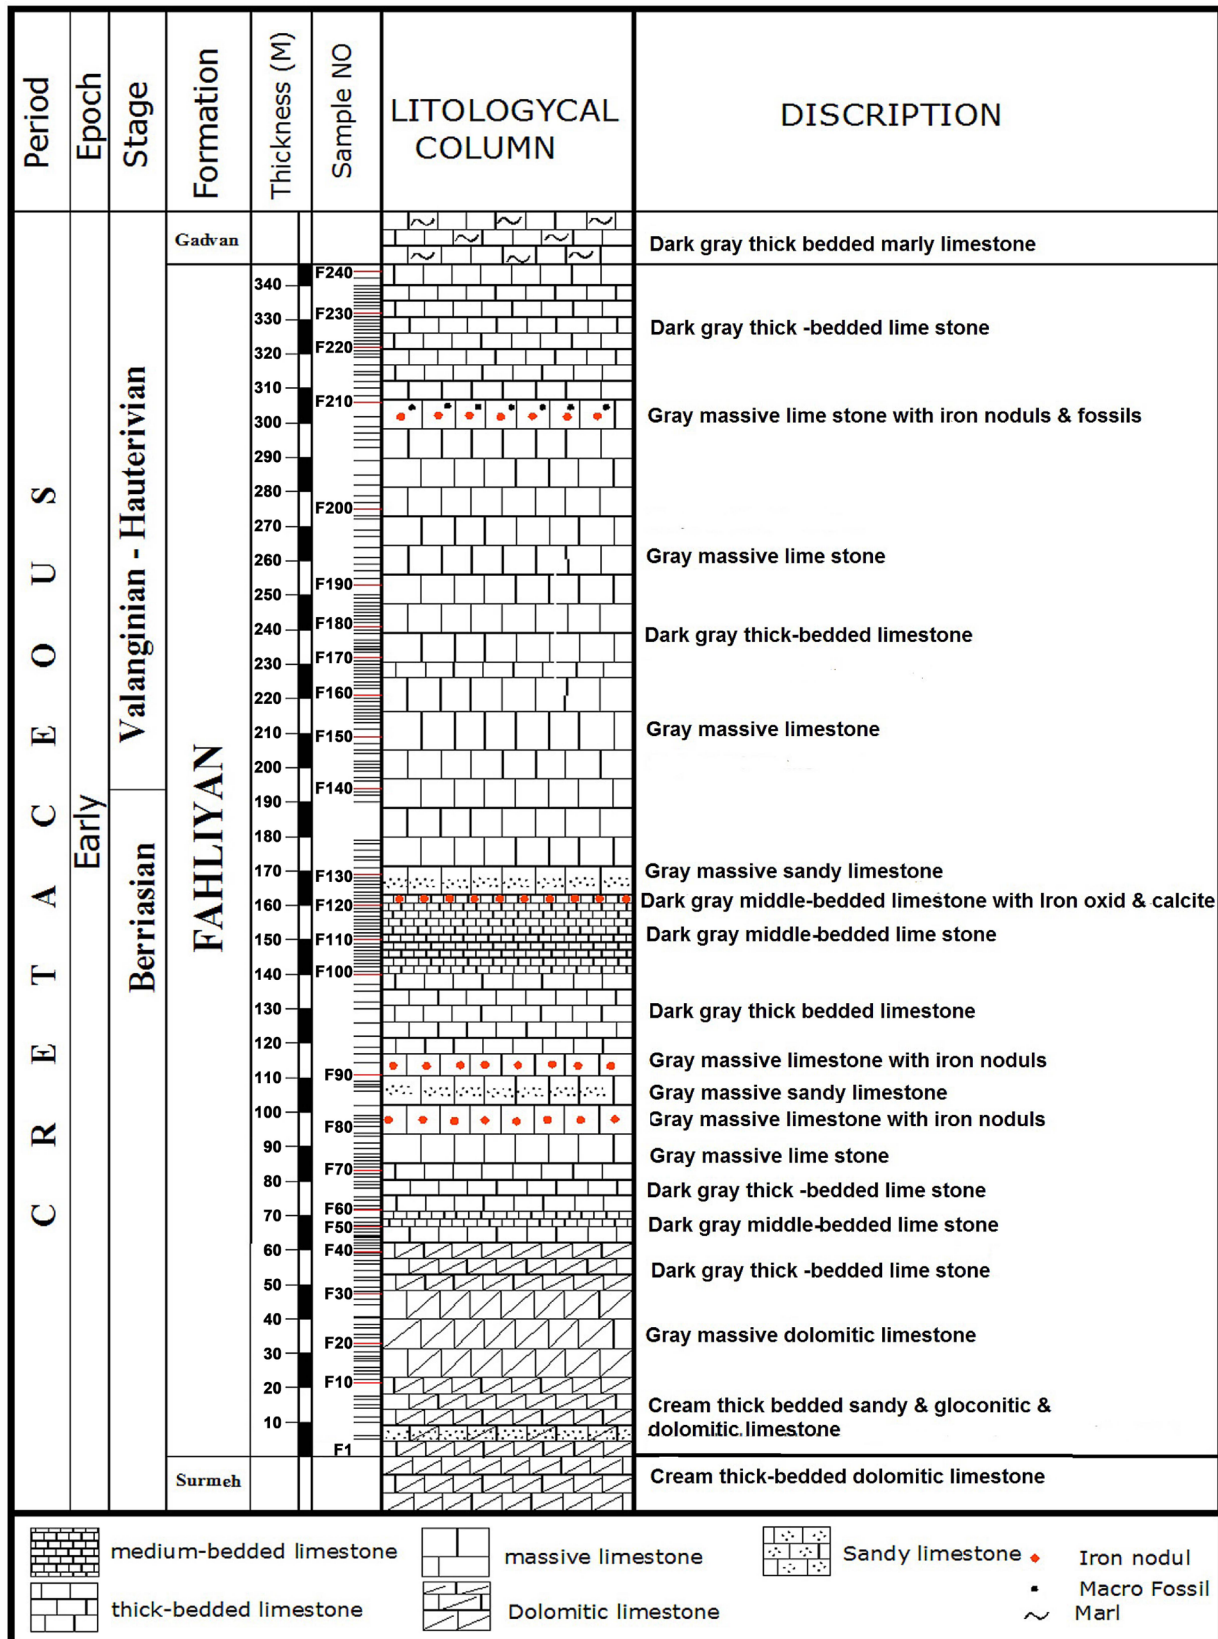 Period
Epoch
Stage
Formation
Thickness (M)
Sample NO
LITOLOGYCAL
COLUMN
DISCRIPTION
CRETACEOUS
Early
Valanginian - Hauterivian
Berriasian
Gadvan
FAHLIYAN
Surmeh
340
330
320
310
300
290
280
270
260
250
240
230
220
210
200
190
180
170
160
150
140
130
120
110
100
90
80
70
60
50
40
30
20
10
F240
F230
F220
F210
F200
F190
F180
F170
F160
F150
F140
F130
F120
F110
F100
F90
F80
F70
F60
F50
F40
F30
F20
F10
F1
Dark gray thick bedded marly limestone
Dark gray thick -bedded lime stone
Gray massive lime stone with iron noduls & fossils
Gray massive lime stone
Dark gray thick-bedded limestone
Gray massive limestone
Gray massive sandy limestone
Dark gray middle-bedded limestone with Iron oxid & calcite
Dark gray middle-bedded lime stone
Dark gray thick bedded limestone
Gray massive limestone with iron noduls
Gray massive sandy limestone
Gray massive limestone with iron noduls
Gray massive lime stone
Dark gray thick -bedded lime stone
Dark gray middle-bedded lime stone
Dark gray thick -bedded lime stone
Gray massive dolomitic limestone
Cream thick bedded sandy & gloconitic &
dolomitic limestone
Cream thick-bedded dolomitic limestone
medium-bedded limestone
thick-bedded limestone
massive limestone
Dolomitic limestone
Sandy limestone
Iron nodul
Macro Fossil
Marl